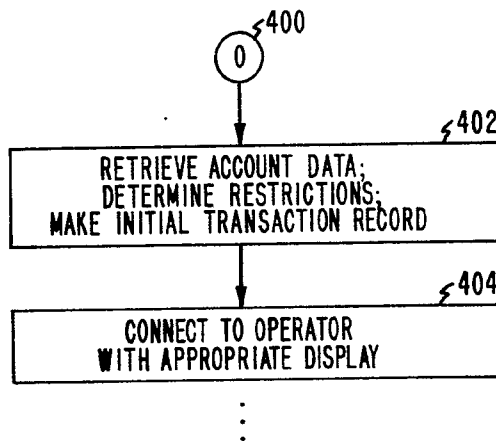 400
0
402
RETRIEVE ACCOUNT DATA;
DETERMINE RESTRICTIONS;
MAKE INITIAL TRANSACTION RECORD
404
CONNECT TO OPERATOR
WITH APPROPRIATE DISPLAY